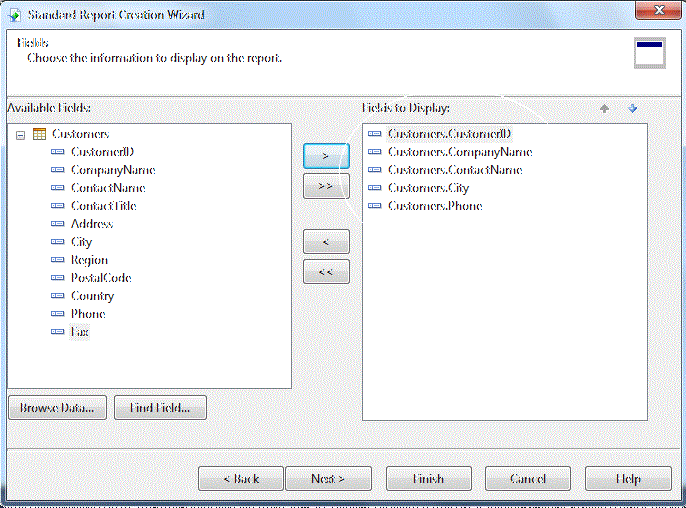 Standard Report Creation Wizard
Fields
Choose the information to display on the report.
Available Fields:
Customers
CustomerID
CompanyName
ContactName
ContactTitle
Address
City
Region
PostalCode
Country
Phone
Fax
Browse Data...
Find Field...
>
>>
<
<<
Fields to Display:
Customers.CustomerID
Customers.CompanyName
Customers.ContactName
Customers.City
Customers.Phone
< Back
Next >
Finish
Cancel
Help